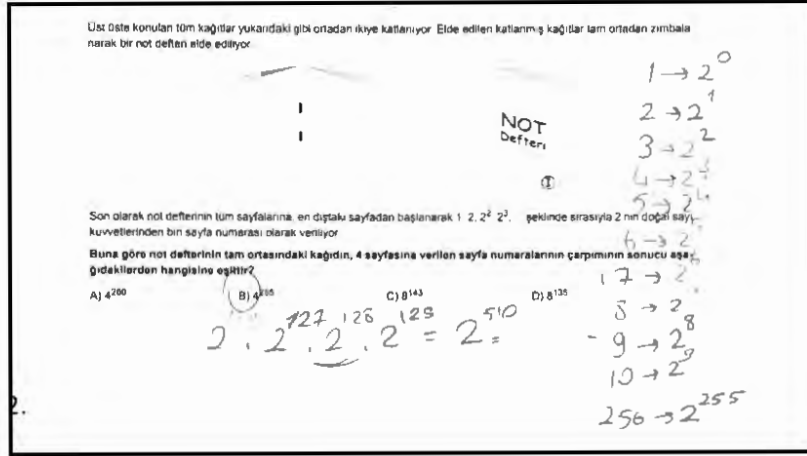 Üst üste konulan tüm kağıtlar yukarıdaki gibi ortadan ikiye katlanıyor Elde edilen katlanmış kağıtlar tam ortadan zımbala
narak bir not defteri elde ediliyor
NOT
Defteri
1
Son olarak not defterinin tüm sayfalarına, en dıştaki sayfadan başlanarak 1 2, 2² 2³, şeklinde sırasıyla 2 nin doğal sayı
kuvvetlerinden biri sayfa numarası olarak veriliyor
Buna göre not defterinin tam ortasındaki kağıdın, 4 sayfasına verilen sayfa numaralarının çarpımının sonucu aşa
ğıdakilerden hangisine eşittir?
A) 4²⁶⁰ B) 4²⁵⁵ C) 8¹⁴³ D) 8¹³⁵
2 . 2¹²⁷ . 2¹²⁸ . 2¹²⁹ = 2⁵¹⁰ =
1 → 2⁰
2 → 2¹
3 → 2²
4 → 2³
5 → 2⁴
6 → 2
7 → 2
8 → 2
9 → 2⁸
10 → 2⁹
256 → 2²⁵⁵
2.